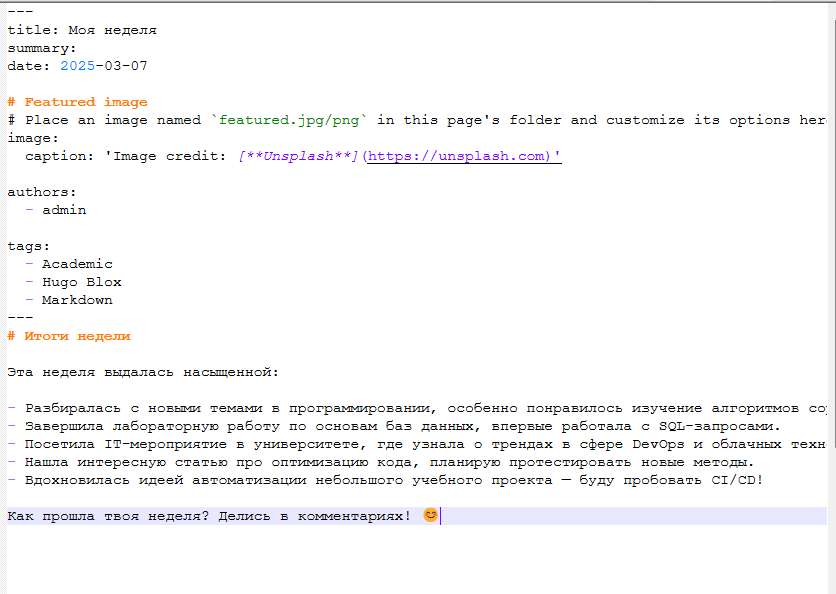 ---
title: Моя неделя
summary:
date: 2025-03-07
# Featured image
# Place an image named `featured.jpg/png` in this page's folder and customize its options
image:
caption: 'Image credit: [**Unsplash**](https://unsplash.com)'
authors:
- admin
tags:
- Academic
- Hugo Blox
- Markdown
---
# Итоги недели
Эта неделя выдалась насыщенной:
- Разбиралась с новыми темами в программировании, особенно понравилось изучение алгоритмов
- Завершила лабораторную работу по основам баз данных, впервые работала с SQL-запросами.
- Посетила IT-мероприятие в университете, где узнала о трендах в сфере DevOps и облачных
- Нашла интересную статью про оптимизацию кода, планирую протестировать новые методы.
- Вдохновилась идеей автоматизации небольшого учебного проекта — буду пробовать CI/CD!
Как прошла твоя неделя? Делись в комментариях! 😊